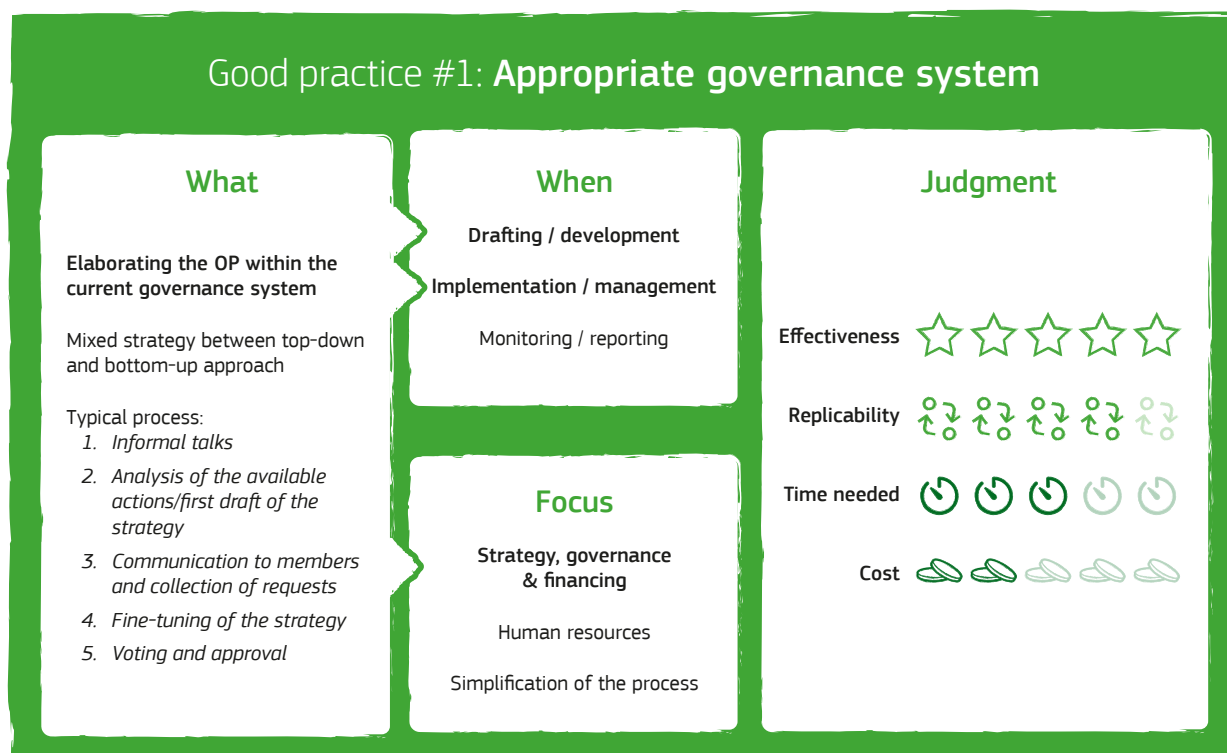 Good practice #1: Appropriate governance system
What
Elaborating the OP within the
current governance system
Mixed strategy between top-down
and bottom-up approach
Typical process:
1. Informal talks
2. Analysis of the available
actions/first draft of the
strategy
3. Communication to members
and collection of requests
4. Fine-tuning of the strategy
5. Voting and approval
When
Drafting / development
Implementation / management
Monitoring / reporting
Focus
Strategy, governance
& financing
Human resources
Simplification of the process
Judgment
Effectiveness
Replicability
Time needed
Cost